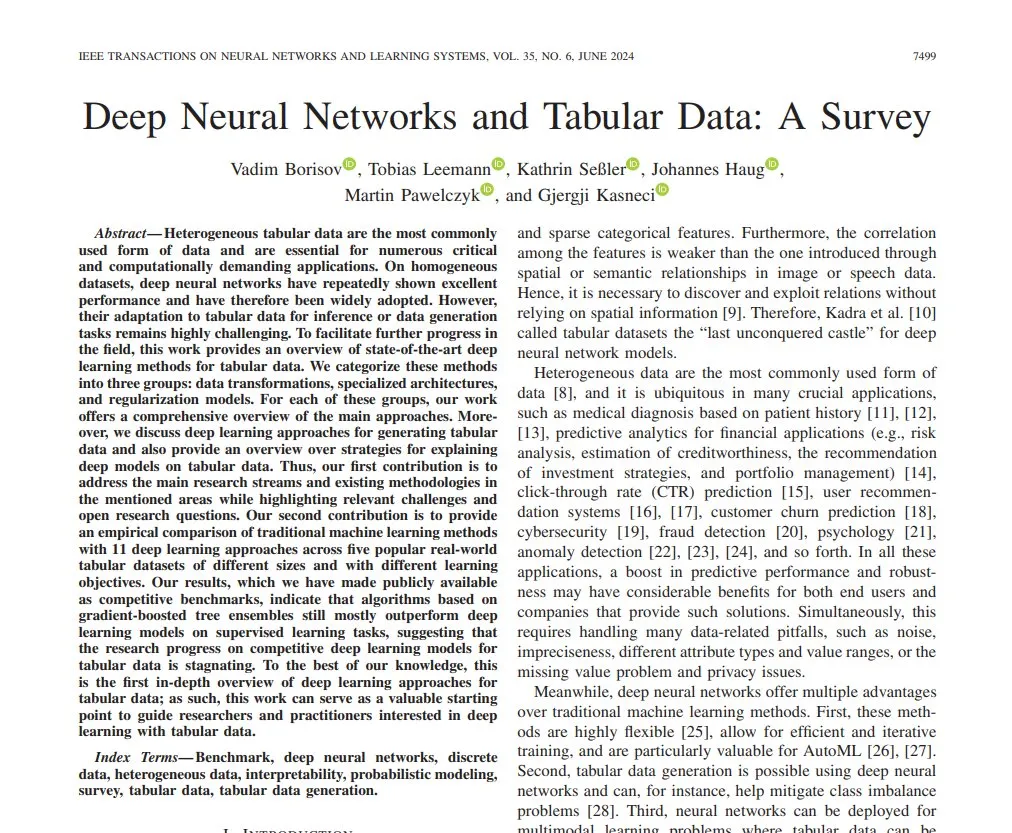 IEEE TRANSACTIONS ON NEURAL NETWORKS AND LEARNING SYSTEMS, VOL. 35, NO. 6, JUNE 2024 7499
Deep Neural Networks and Tabular Data: A Survey
Vadim Borisov, Tobias Leemann, Kathrin Seßler, Johannes Haug,
Martin Pawelczyk, and Gjergji Kasneci
Abstract—Heterogeneous tabular data are the most commonly
used form of data and are essential for numerous critical
and computationally demanding applications. On homogeneous
datasets, deep neural networks have repeatedly shown excellent
performance and have therefore been widely adopted. However,
their adaptation to tabular data for inference or data generation
tasks remains highly challenging. To facilitate further progress in
the field, this work provides an overview of state-of-the-art deep
learning methods for tabular data. We categorize these methods
into three groups: data transformations, specialized architectures,
and regularization models. For each of these groups, our work
offers a comprehensive overview of the main approaches. More-
over, we discuss deep learning approaches for generating tabular
data and also provide an overview over strategies for explaining
deep models on tabular data. Thus, our first contribution is to
address the main research streams and existing methodologies in
the mentioned areas while highlighting relevant challenges and
open research questions. Our second contribution is to provide
an empirical comparison of traditional machine learning methods
with 11 deep learning approaches across five popular real-world
tabular datasets of different sizes and with different learning
objectives. Our results, which we have made publicly available
as competitive benchmarks, indicate that algorithms based on
gradient-boosted tree ensembles still mostly outperform deep
learning models on supervised learning tasks, suggesting that
the research progress on competitive deep learning models for
tabular data is stagnating. To the best of our knowledge, this
is the first in-depth overview of deep learning approaches for
tabular data; as such, this work can serve as a valuable starting
point to guide researchers and practitioners interested in deep
learning with tabular data.
Index Terms—Benchmark, deep neural networks, discrete
data, heterogeneous data, interpretability, probabilistic modeling,
survey, tabular data, tabular data generation.
I. INTRODUCTION
and sparse categorical features. Furthermore, the correlation
among the features is weaker than the one introduced through
spatial or semantic relationships in image or speech data.
Hence, it is necessary to discover and exploit relations without
relying on spatial information [9]. Therefore, Kadra et al. [10]
called tabular datasets the “last unconquered castle” for deep
neural network models.
Heterogeneous data are the most commonly used form of
data [8], and it is ubiquitous in many crucial applications,
such as medical diagnosis based on patient history [11], [12],
[13], predictive analytics for financial applications (e.g., risk
analysis, estimation of creditworthiness, the recommendation
of investment strategies, and portfolio management) [14],
click-through rate (CTR) prediction [15], user recommen-
dation systems [16], [17], customer churn prediction [18],
cybersecurity [19], fraud detection [20], psychology [21],
anomaly detection [22], [23], [24], and so forth. In all these
applications, a boost in predictive performance and robust-
ness may have considerable benefits for both end users and
companies that provide such solutions. Simultaneously, this
requires handling many data-related pitfalls, such as noise,
impreciseness, different attribute types and value ranges, or the
missing value problem and privacy issues.
Meanwhile, deep neural networks offer multiple advantages
over traditional machine learning methods. First, these meth-
ods are highly flexible [25], allow for efficient and iterative
training, and are particularly valuable for AutoML [26], [27].
Second, tabular data generation is possible using deep neural
networks and can, for instance, help mitigate class imbalance
problems [28]. Third, neural networks can be deployed for
multimodal learning problems where tabular data can be